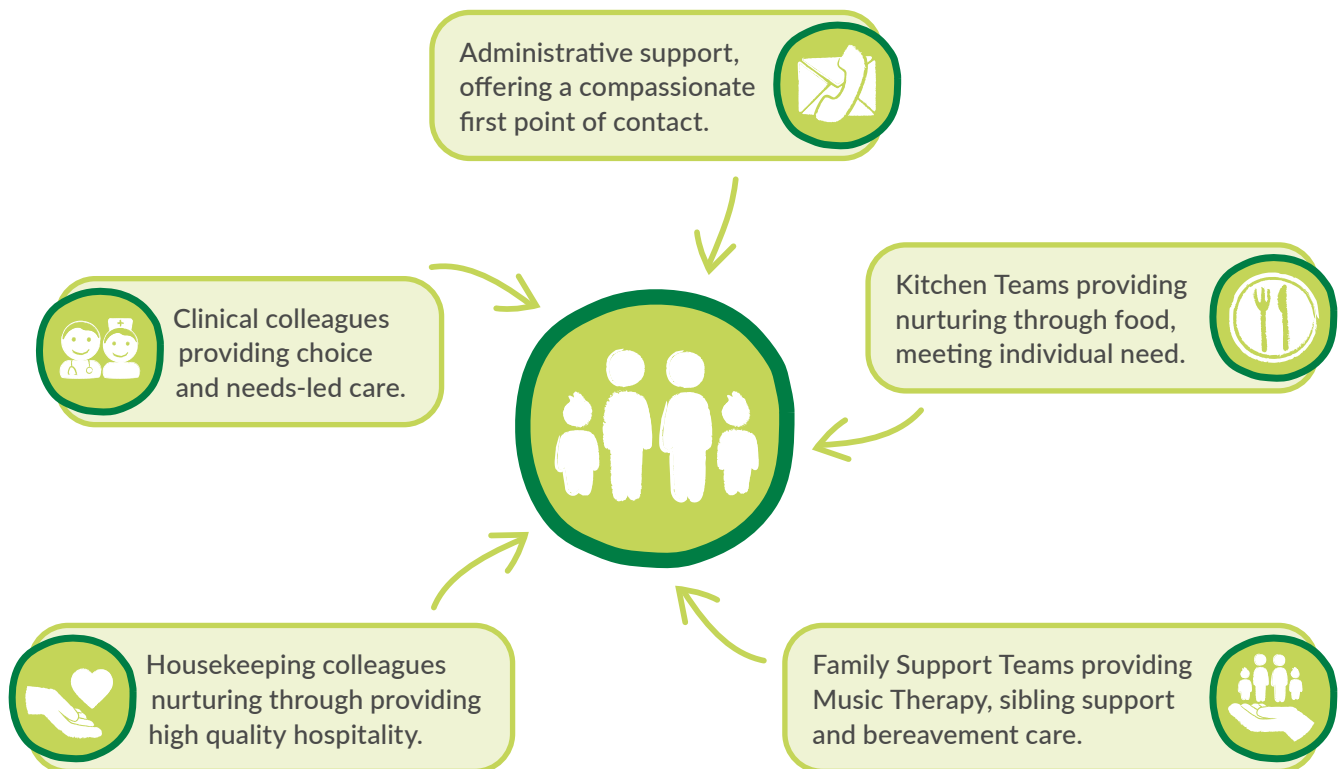 Administrative support,
offering a compassionate
first point of contact.
Clinical colleagues
providing choice
and needs-led care.
Kitchen Teams providing
nurturing through food,
meeting individual need.
Housekeeping colleagues
nurturing through providing
high quality hospitality.
Family Support Teams providing
Music Therapy, sibling support
and bereavement care.